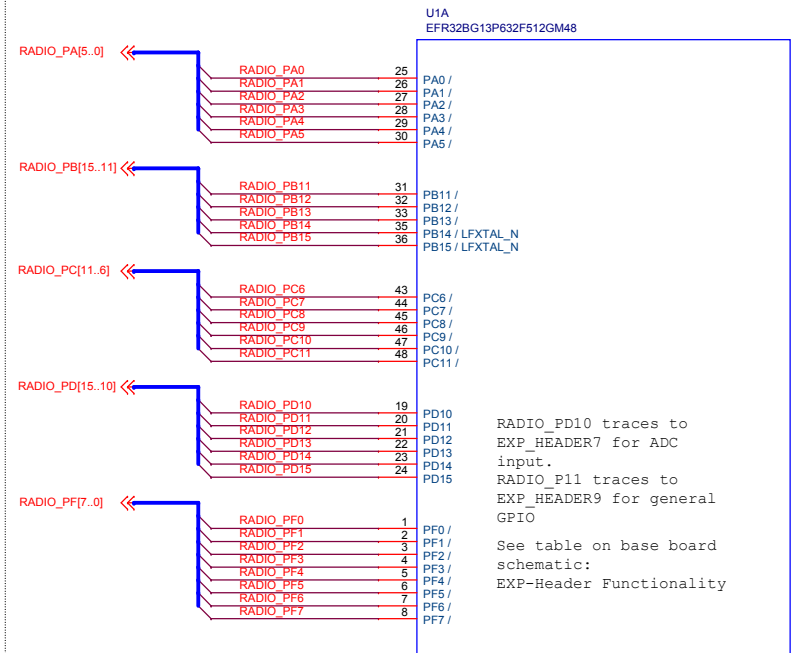 U1A
EFR32BG13P632F512GM48
RADIO_PA[5..0]
RADIO_PA0 25 PA0 /
RADIO_PA1 26 PA1 /
RADIO_PA2 27 PA2 /
RADIO_PA3 28 PA3 /
RADIO_PA4 29 PA4 /
RADIO_PA5 30 PA5 /
RADIO_PB[15..11]
RADIO_PB11 31 PB11 /
RADIO_PB12 32 PB12 /
RADIO_PB13 33 PB13 /
RADIO_PB14 35 PB14 / LFXTAL_N
RADIO_PB15 36 PB15 / LFXTAL_N
RADIO_PC[11..6]
RADIO_PC6 43 PC6 /
RADIO_PC7 44 PC7 /
RADIO_PC8 45 PC8 /
RADIO_PC9 46 PC9 /
RADIO_PC10 47 PC10 /
RADIO_PC11 48 PC11 /
RADIO_PD[15..10]
RADIO_PD10 19 PD10
RADIO_PD11 20 PD11
RADIO_PD12 21 PD12
RADIO_PD13 22 PD13
RADIO_PD14 23 PD14
RADIO_PD15 24 PD15
RADIO_PD10 traces to
EXP_HEADER7 for ADC
input.
RADIO_P11 traces to
EXP_HEADER9 for general
GPIO
See table on base board
schematic:
EXP-Header Functionality
RADIO_PF[7..0]
RADIO_PF0 1 PF0 /
RADIO_PF1 2 PF1 /
RADIO_PF2 3 PF2 /
RADIO_PF3 4 PF3 /
RADIO_PF4 5 PF4 /
RADIO_PF5 6 PF5 /
RADIO_PF6 7 PF6 /
RADIO_PF7 8 PF7 /